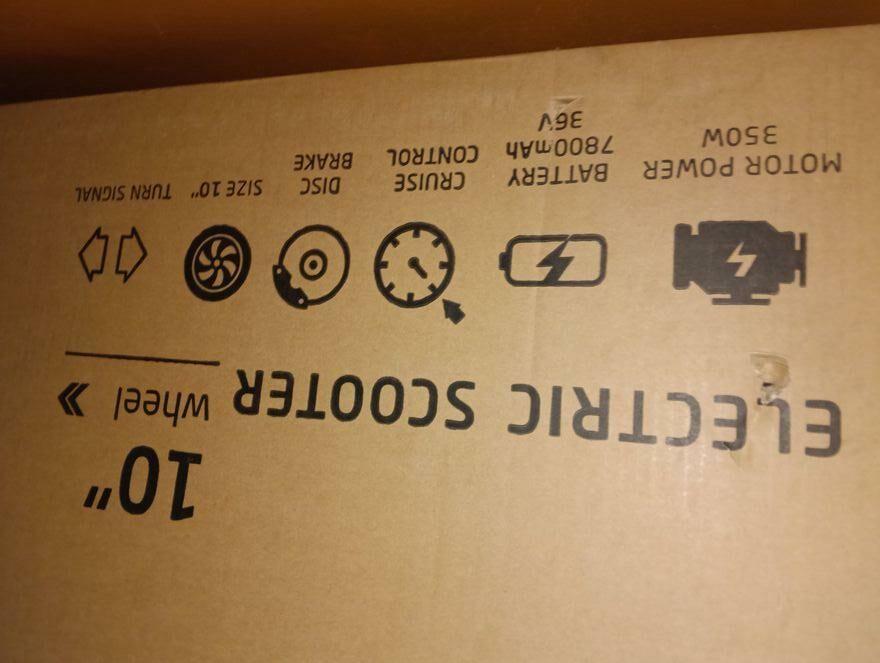 ELECTRIC SCOOTER
10"
wheel »
MOTOR POWER
350W
BATTERY
7800mAh
36V
CRUISE
CONTROL
DISC
BRAKE
SIZE 10"
TURN SIGNAL